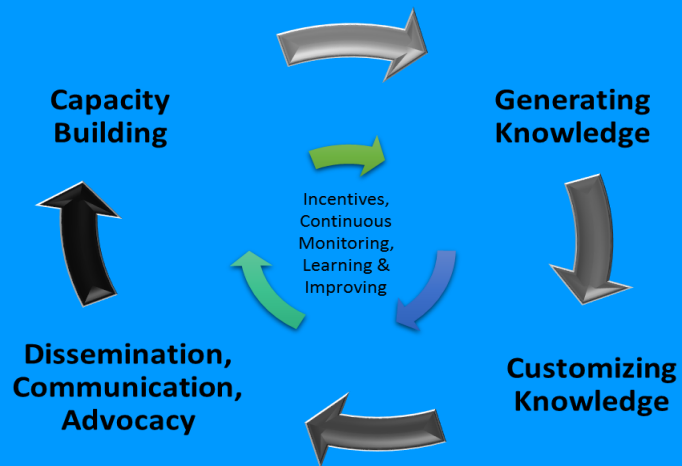 Capacity
Building
Generating
Knowledge
Incentives,
Continuous
Monitoring,
Learning &
Improving
Dissemination,
Communication,
Advocacy
Customizing
Knowledge